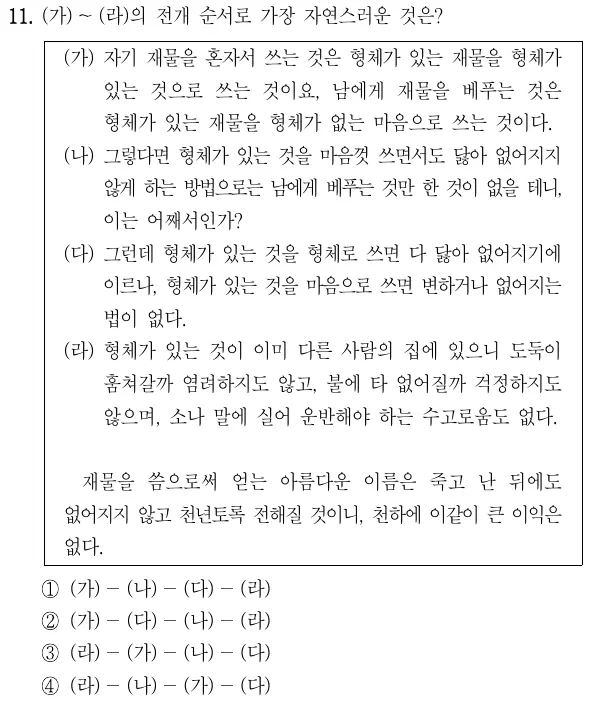 11. (가) ~ (라)의 전개 순서로 가장 자연스러운 것은?
(가) 자기 재물을 혼자서 쓰는 것은 형체가 있는 재물을 형체가
있는 것으로 쓰는 것이요, 남에게 재물을 베푸는 것은
형체가 있는 재물을 형체가 없는 마음으로 쓰는 것이다.
(나) 그렇다면 형체가 있는 것을 마음껏 쓰면서도 닳아 없어지지
않게 하는 방법으로는 남에게 베푸는 것만 한 것이 없을 테니,
이는 어째서인가?
(다) 그런데 형체가 있는 것을 형체로 쓰면 다 닳아 없어지기에
이르나, 형체가 있는 것을 마음으로 쓰면 변하거나 없어지는
법이 없다.
(라) 형체가 있는 것이 이미 다른 사람의 집에 있으니 도둑이
훔쳐갈까 염려하지도 않고, 불에 타 없어질까 걱정하지도
않으며, 소나 말에 실어 운반해야 하는 수고로움도 없다.
재물을 씀으로써 얻는 아름다운 이름은 죽고 난 뒤에도
없어지지 않고 천년토록 전해질 것이니, 천하에 이같이 큰 이익은
없다.
① (가) - (나) - (다) - (라)
② (가) - (다) - (나) - (라)
③ (라) - (가) - (나) - (다)
④ (라) - (나) - (가) - (다)